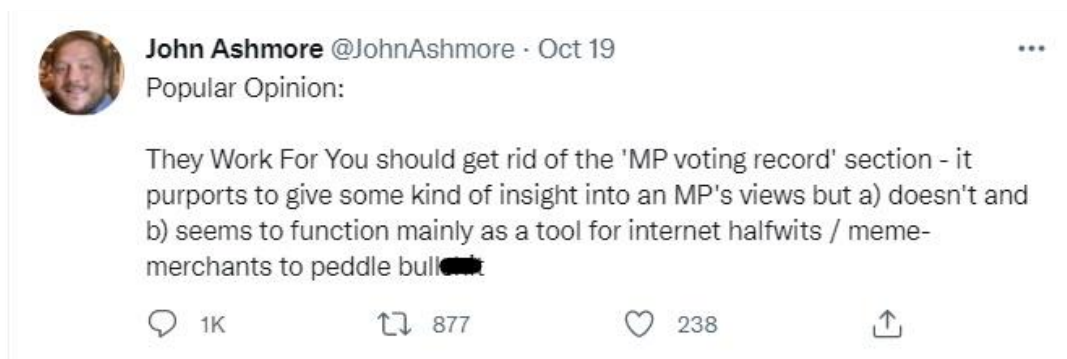 John Ashmore @JohnAshmore · Oct 19
Popular Opinion:
They Work For You should get rid of the 'MP voting record' section - it
purports to give some kind of insight into an MP's views but a) doesn't and
b) seems to function mainly as a tool for internet halfwits / meme-
merchants to peddle
1K 877 238